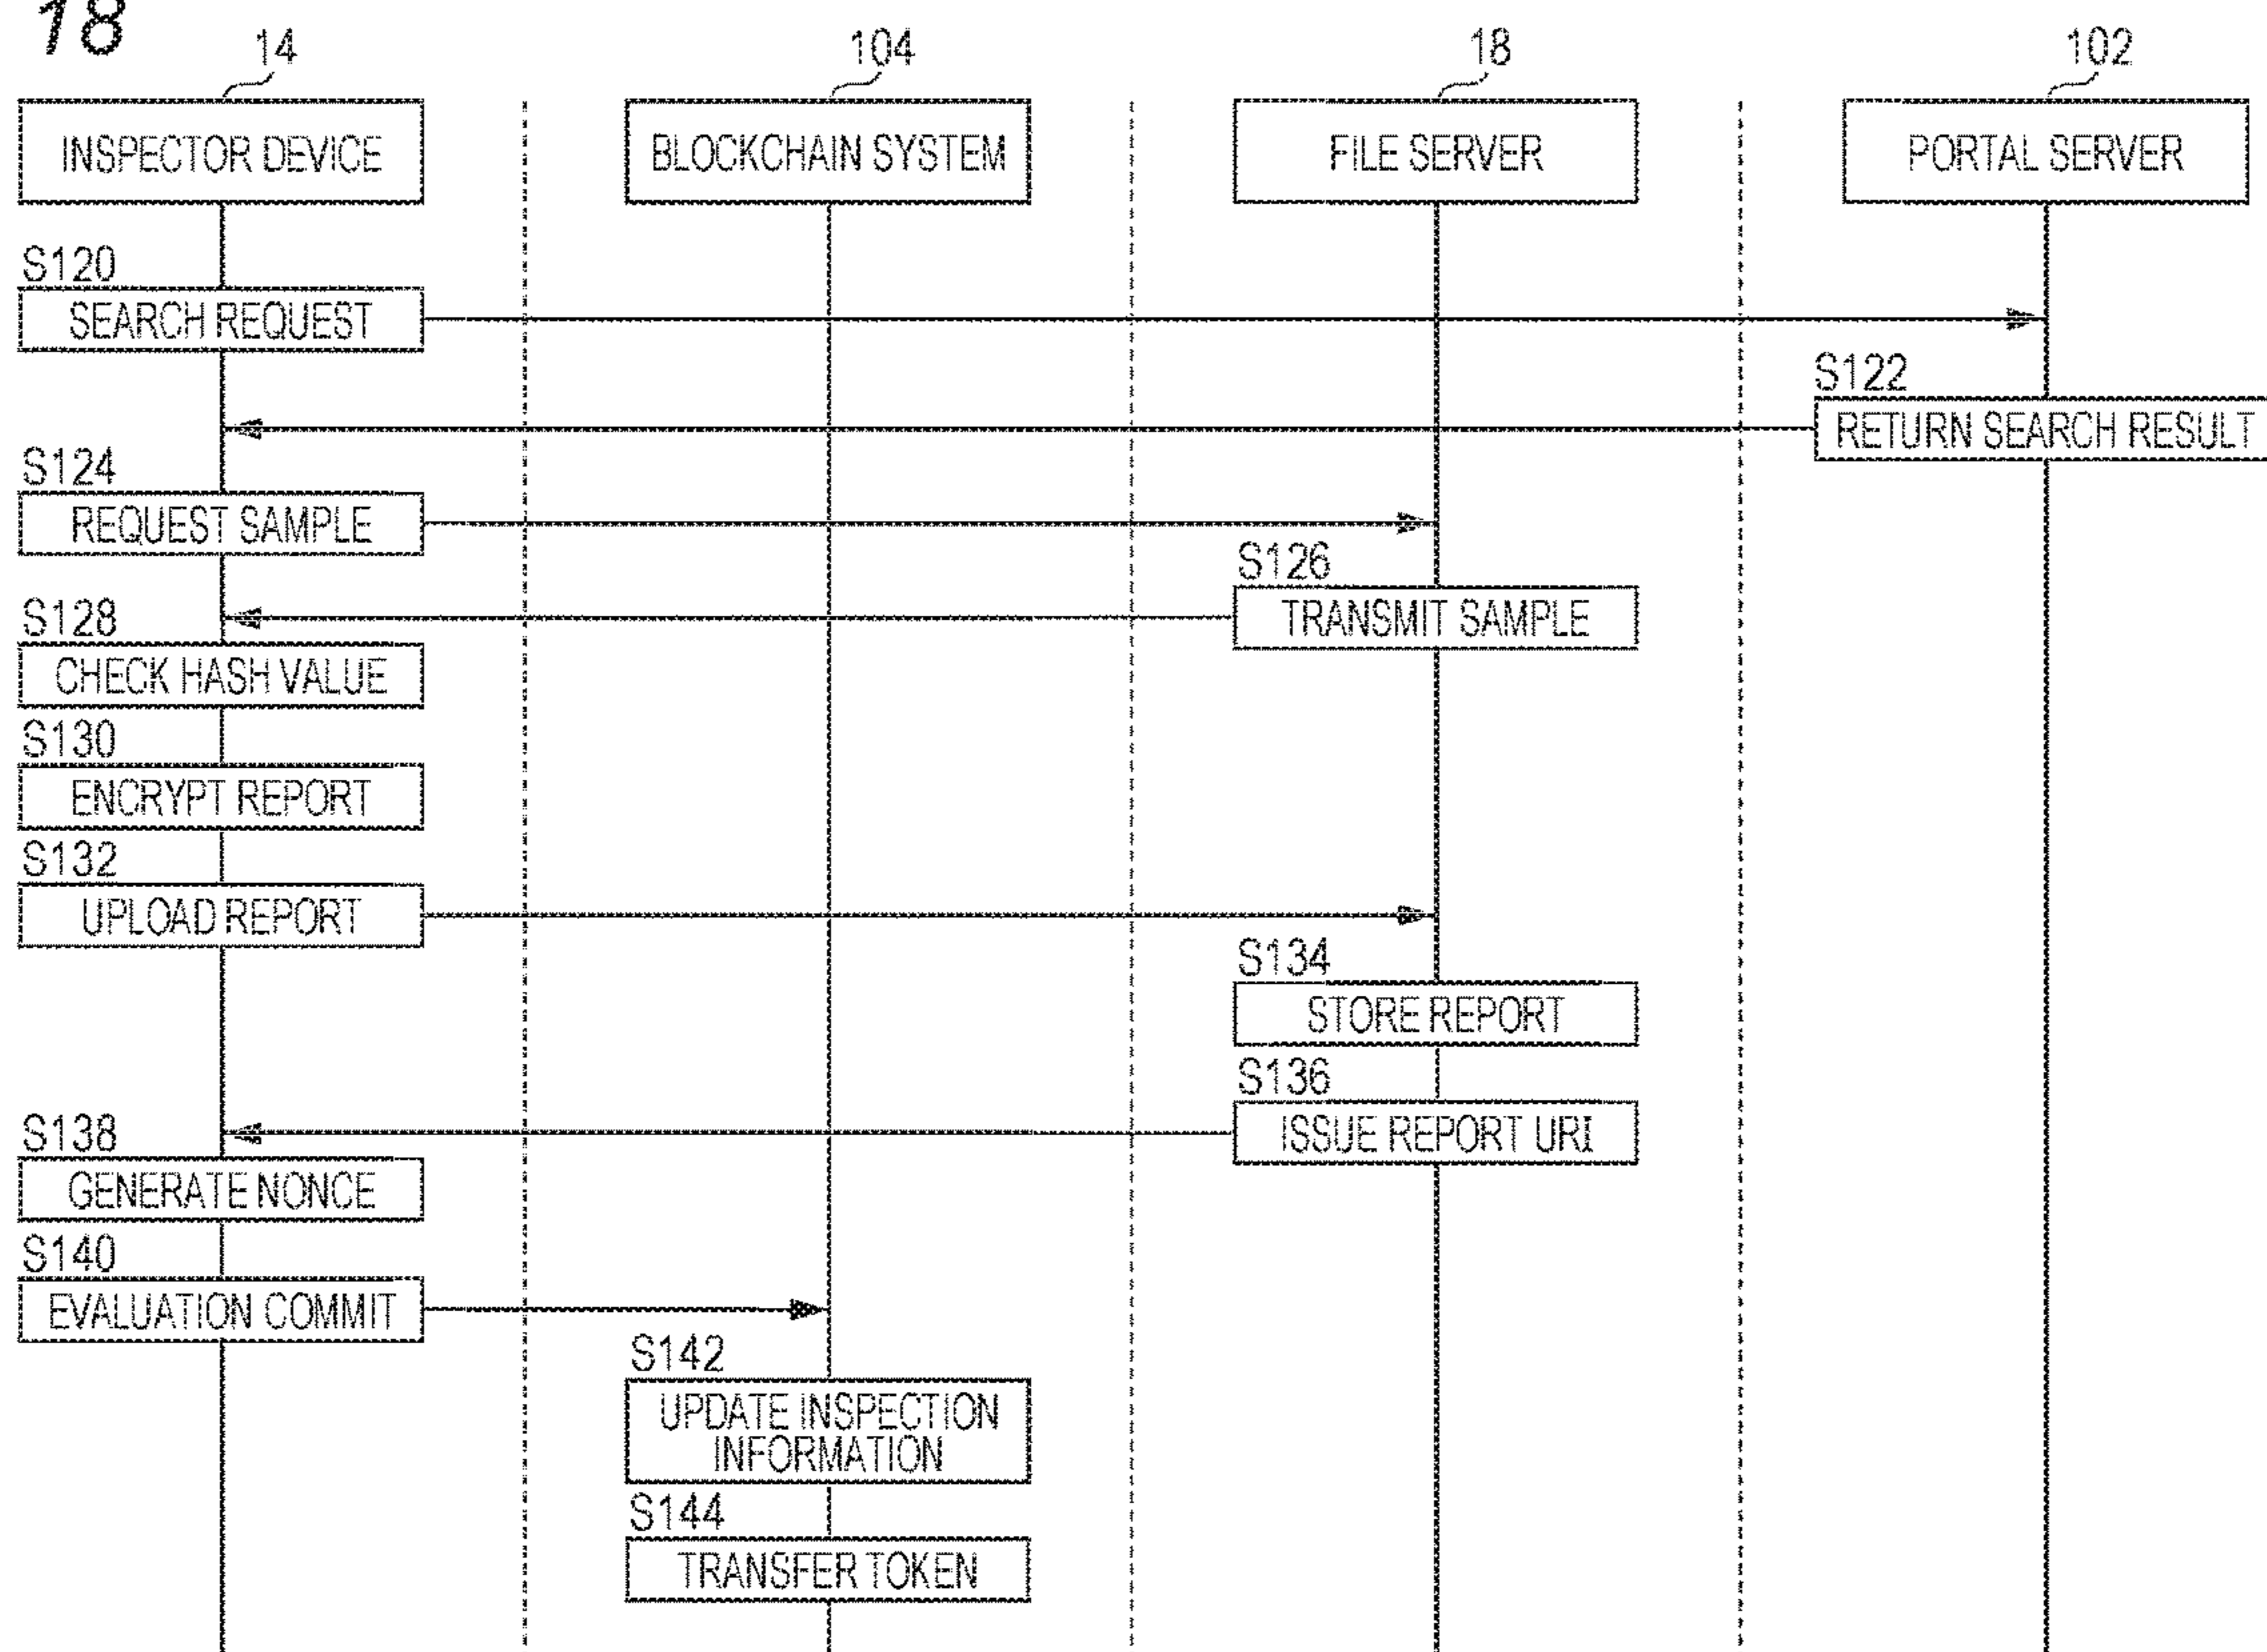 18
14
104
18
102
INSPECTOR DEVICE
BLOCKCHAIN SYSTEM
FILE SERVER
PORTAL SERVER
S120
SEARCH REQUEST
S122
RETURN SEARCH RESULT
S124
REQUEST SAMPLE
S126
TRANSMIT SAMPLE
S128
CHECK HASH VALUE
S130
ENCRYPT REPORT
S132
UPLOAD REPORT
S134
STORE REPORT
S136
ISSUE REPORT URI
S138
GENERATE NONCE
S140
EVALUATION COMMIT
S142
UPDATE INSPECTION
INFORMATION
S144
TRANSFER TOKEN